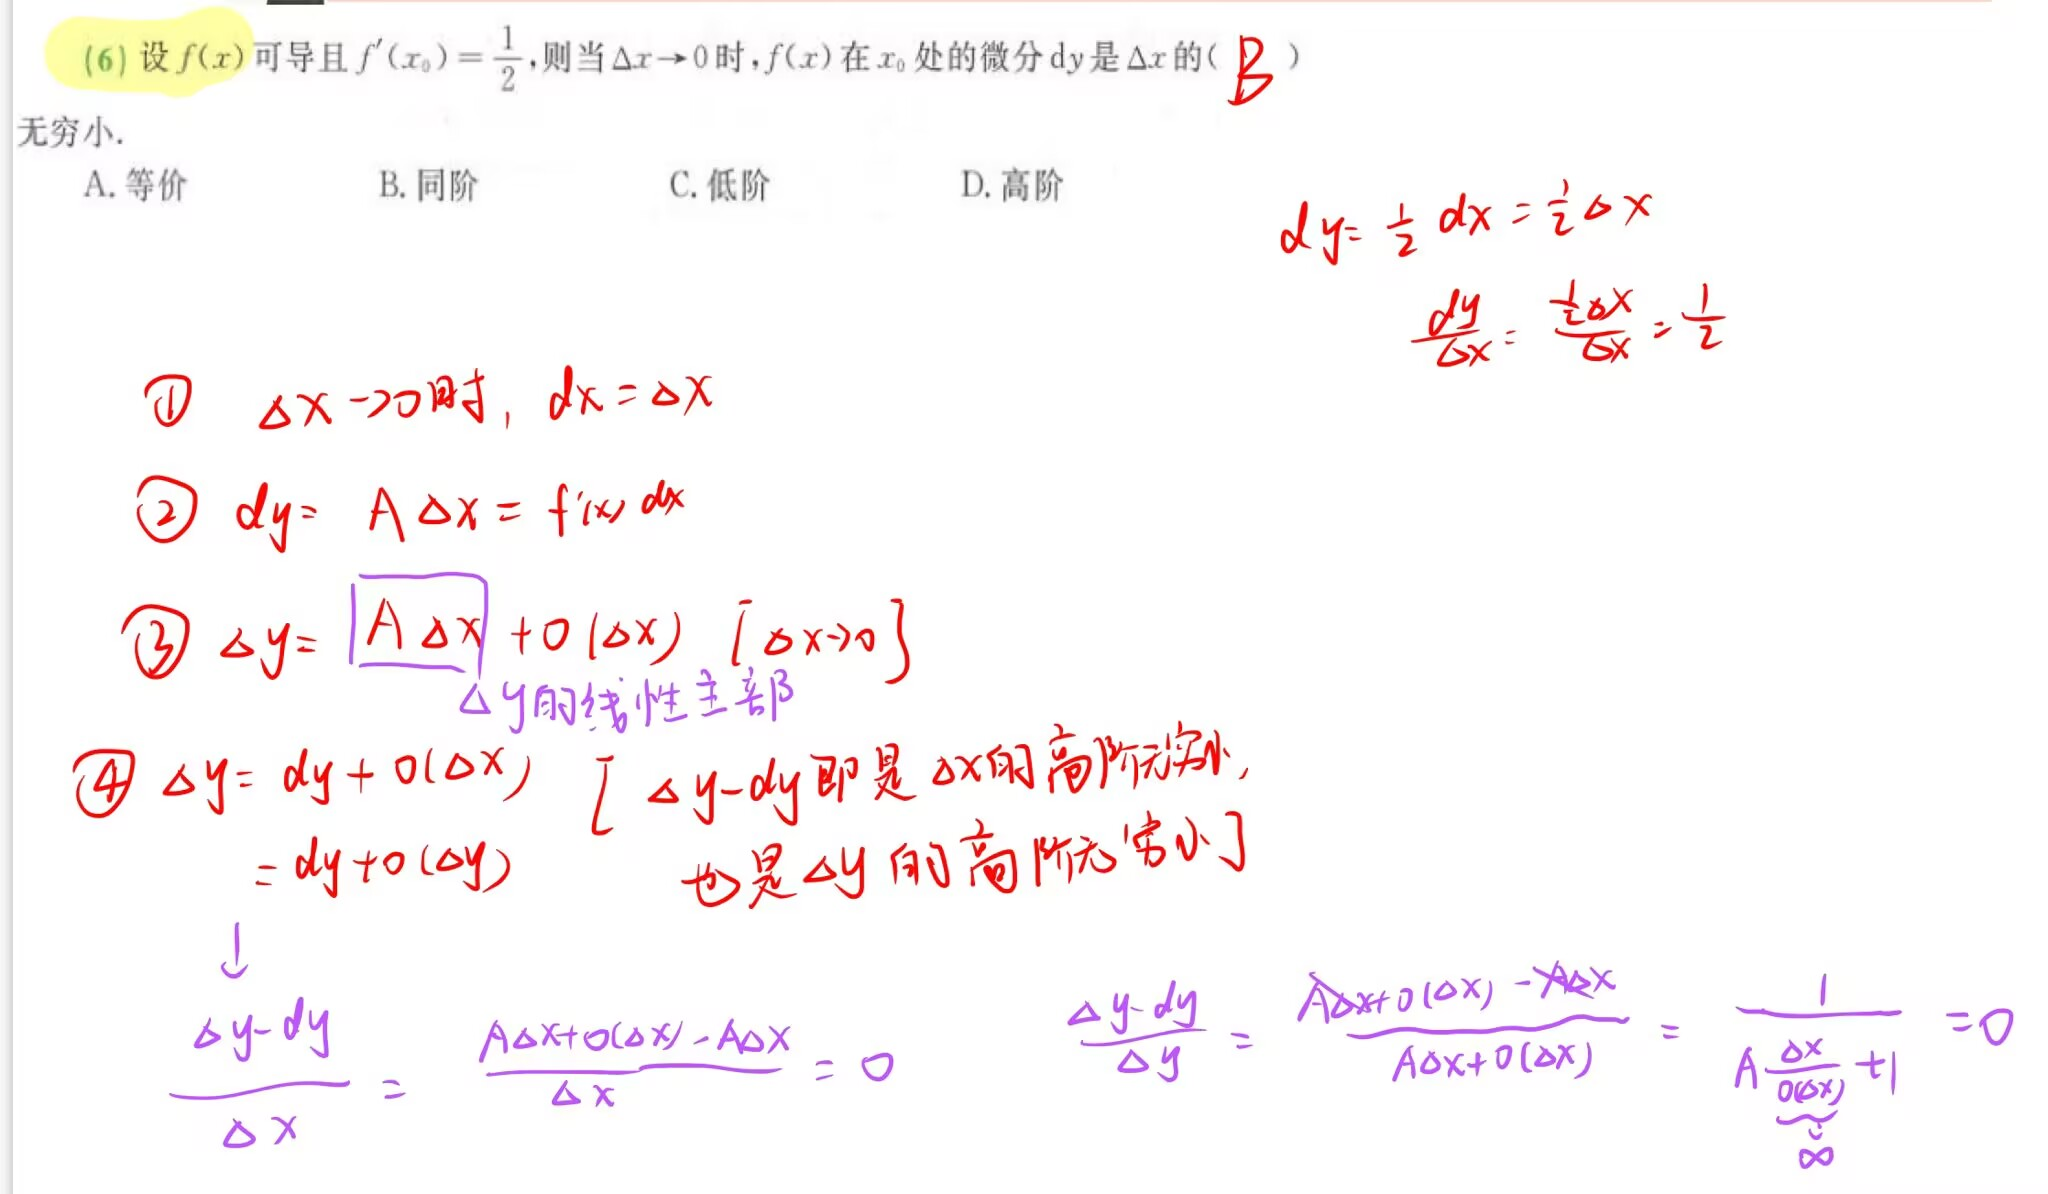 (6) 设 f(x) 可导且 f′(x₀) = 1/2, 则当 Δx→0 时, f(x) 在 x₀ 处的微分 dy 是 Δx 的( B )
无穷小.
A. 等价 B. 同阶 C. 低阶 D. 高阶
dy = 1/2 dx = 1/2 Δx
dy/Δx = (1/2 Δx)/Δx = 1/2
① Δx→0时, dx = Δx
② dy = AΔx = f′(x) dx
③ Δy = AΔx + o(Δx) [Δx→0]
Δy的线性主部
④ Δy = dy + o(Δx) [Δy-dy即是Δx的高阶无穷小,
= dy + o(Δy) 也是Δy的高阶无穷小]
↓
(Δy-dy)/Δx = (AΔx+o(Δx)-AΔx)/Δx = 0
(Δy-dy)/Δy = (AΔx+o(Δx)-AΔx)/(AΔx+o(Δx)) = 1/(A Δx/o(Δx) +1) = 0
∞